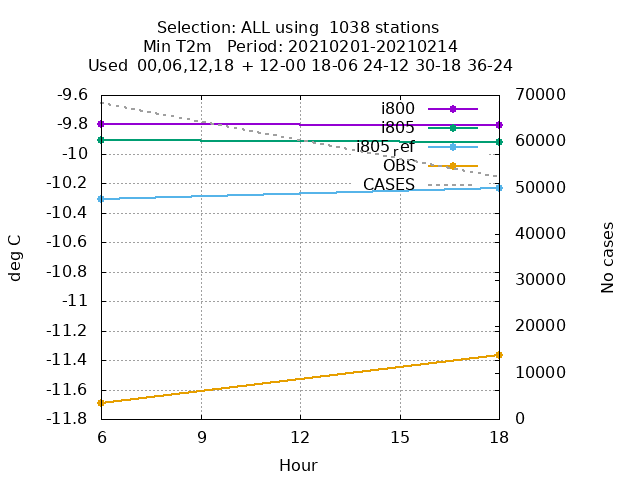 Selection: ALL using  1038 stations
Min T2m   Period: 20210201-20210214
Used  00,06,12,18 + 12-00 18-06 24-12 30-18 36-24
-9.6
-9.8
-10
-10.2
-10.4
-10.6
-10.8
-11
-11.2
-11.4
-11.6
-11.8
deg C
i800
i805
i805ref
OBS
CASES
70000
60000
50000
40000
30000
20000
10000
0
No cases
6
9
12
15
18
Hour